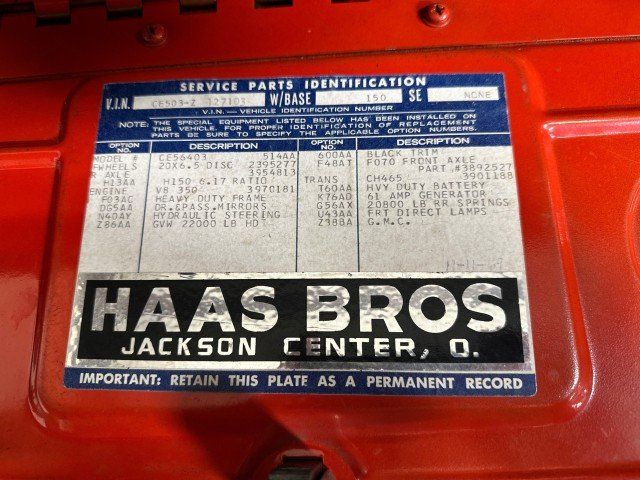 SERVICE PARTS IDENTIFICATION
V.I.N. CE503-Z 127103 W/BASE 150 SE NONE
V.I.N. — VEHICLE IDENTIFICATION NUMBER
NOTE: THE SPECIAL EQUIPMENT LISTED BELOW HAS BEEN INSTALLED ON
THIS VEHICLE. FOR PROPER IDENTIFICATION OF REPLACEMENT
PARTS BE SURE TO SPECIFY THE APPLICABLE OPTION NUMBERS.
OPTION NO. DESCRIPTION OPTION NO. DESCRIPTION
MODEL # CE56403 514AA 600AA BLACK TRIM
WHEELS 20X6.5 DISC 2395277 F48A1 F070 FRONT AXLE
R AXLE 3954813 PART.#3892527
H13AA H150 6.17 RATIO TRANS CH465 3901188
ENGINE V8 350 3970181 T60AA HVY DUTY BATTERY
F03AC HEAVY DUTY FRAME K76AD 61 AMP GENERATOR
DG5AA DR.&PASS.MIRRORS G56AX 20800 LB RR SPRINGS
N40AY HYDRAULIC STEERING U43AA FRT DIRECT LAMPS
Z86AA GVW 22000 LB HD Z38BA G.M.C.
HAAS BROS
JACKSON CENTER, O.
IMPORTANT: RETAIN THIS PLATE AS A PERMANENT RECORD